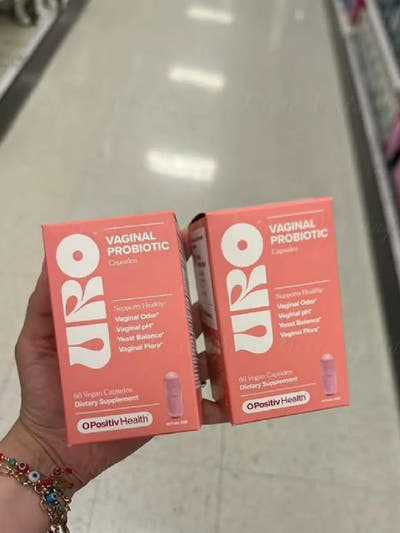 URO
VAGINAL
PROBIOTIC
Capsules
Supports Healthy:
Vaginal Odor*
Vaginal pH*
Yeast Balance*
Vaginal Flora*
60 Vegan Capsules
Dietary Supplement
OPositiv Health
URO
VAGINAL
PROBIOTIC
Capsules
Supports Healthy:
Vaginal Odor*
Vaginal pH*
Yeast Balance*
Vaginal Flora*
60 Vegan Capsules
Dietary Supplement
OPositiv Health